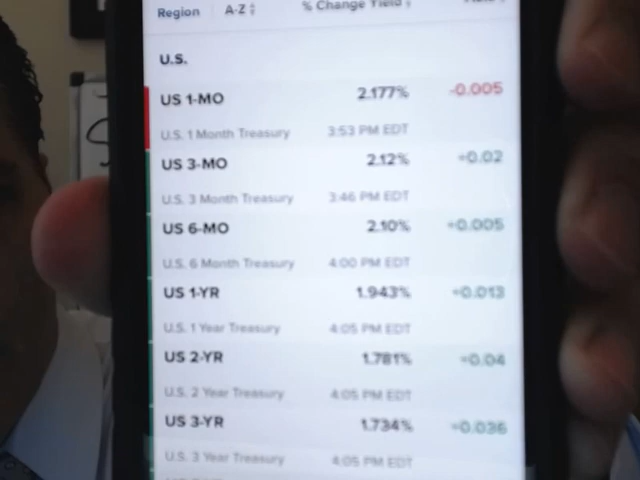 Region A-Z % Change Yield
U.S.
US 1-MO 2.177% -0.005
U.S. 1 Month Treasury 3:53 PM EDT
US 3-MO 2.12% +0.02
U.S. 3 Month Treasury 3:46 PM EDT
US 6-MO 2.10% +0.005
U.S. 6 Month Treasury 4:00 PM EDT
US 1-YR 1.943% +0.013
U.S. 1 Year Treasury 4:05 PM EDT
US 2-YR 1.781% +0.04
U.S. 2 Year Treasury 4:05 PM EDT
US 3-YR 1.734% +0.036
U.S. 3 Year Treasury 4:05 PM EDT